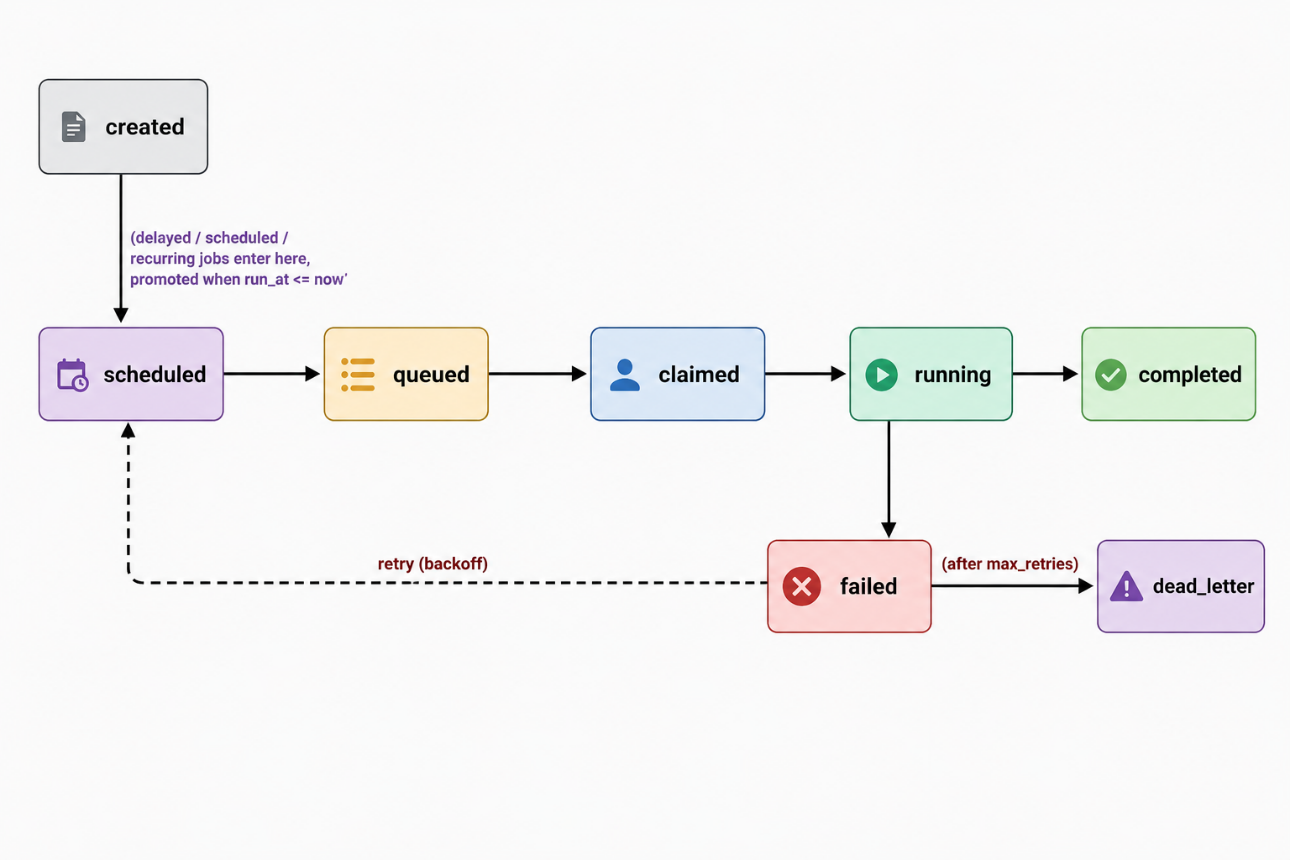 created
(delayed / scheduled /
recurring jobs enter here,
promoted when run_at <= now'
scheduled
queued
claimed
running
completed
retry (backoff)
failed
(after max_retries)
dead_letter